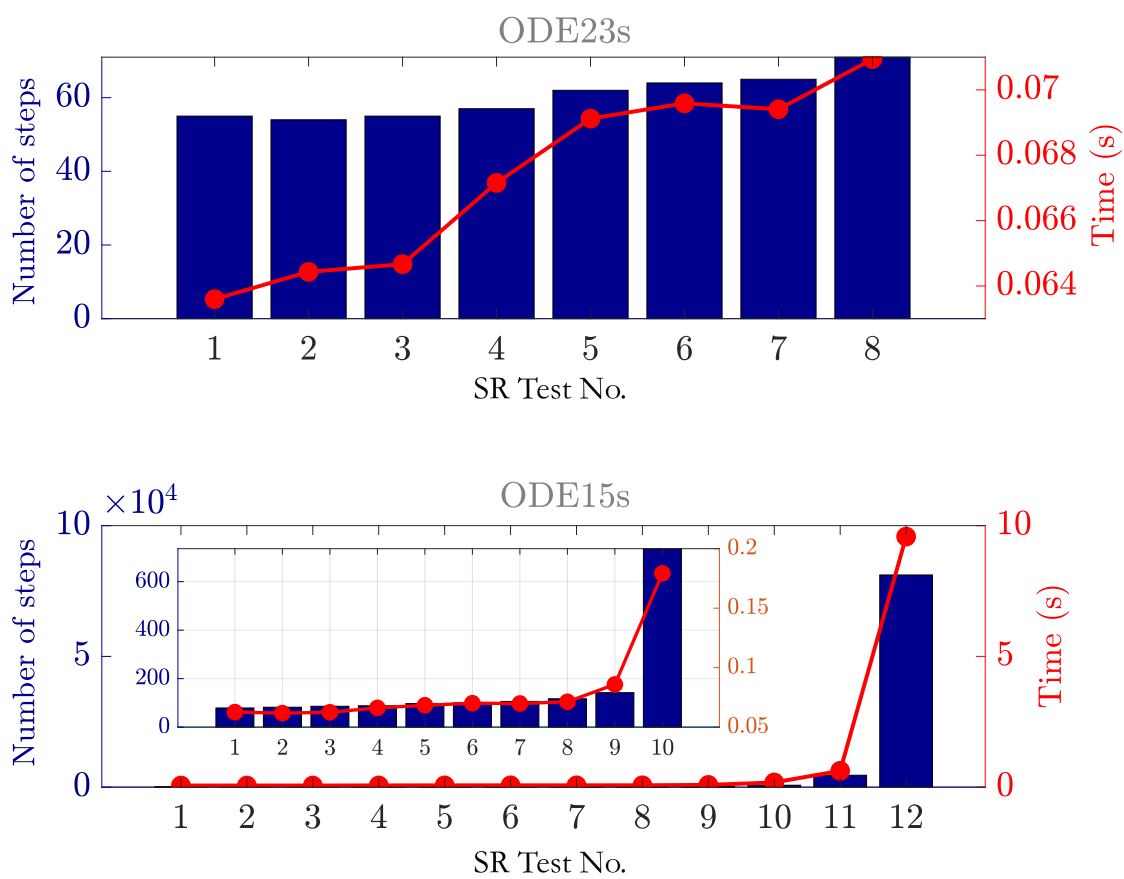 ODE23s
Number of steps
60
40
20
0
0.07
0.068
0.066
0.064
Time (s)
1 2 3 4 5 6 7 8
SR Test No.
ODE15s
×10⁴
Number of steps
10
5
0
10
5
0
Time (s)
600
400
200
0
0.2
0.15
0.1
0.05
1 2 3 4 5 6 7 8 9 10
1 2 3 4 5 6 7 8 9 10 11 12
SR Test No.